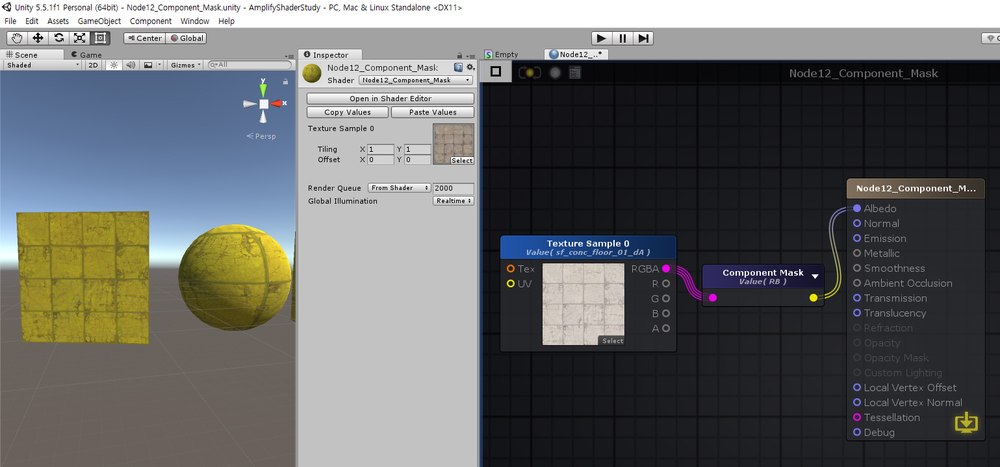 Unity 5.5.1f1 Personal (64bit) - Node12_Component_Mask.unity - AmplifyShaderStudy - PC, Mac & Linux Standalone <DX11>
File Edit Assets GameObject Component Window Help
Center Global
Scene Game
Shaded 2D Gizmos All
y
x
Persp
Inspector
Node12_Component_Mask
Shader Node12_Component_Mask
Open in Shader Editor
Copy Values Paste Values
Texture Sample 0
Tiling X 1 Y 1
Offset X 0 Y 0
Select
Render Queue From Shader 2000
Global Illumination Realtime
Empty Node12_..*
Node12_Component_Mask
Texture Sample 0
Value( sf_conc_floor_01_dA )
Tex RGBA
UV R
G
B
A
Select
Component Mask
Value( RB )
Node12_Component_M...
Albedo
Normal
Emission
Metallic
Smoothness
Ambient Occlusion
Transmission
Translucency
Refraction
Opacity
Opacity Mask
Custom Lighting
Local Vertex Offset
Local Vertex Normal
Tessellation
Debug